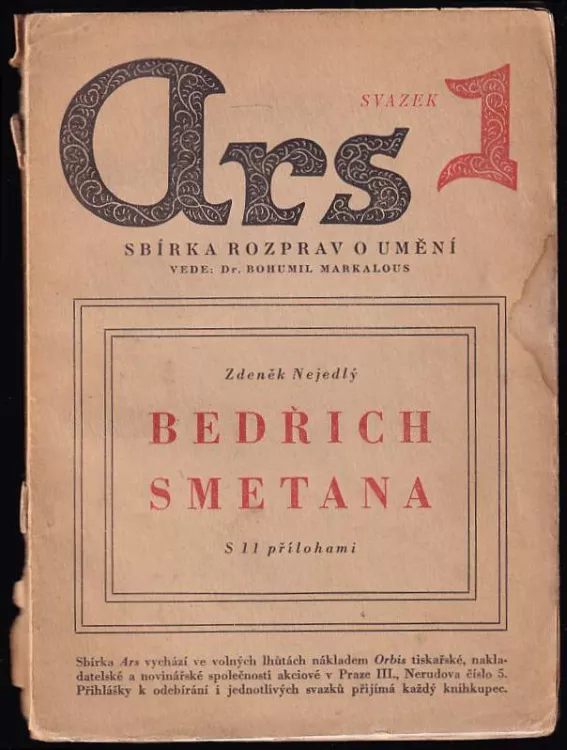 SVAZEK 1
Ars
SBÍRKA ROZPRAV O UMĚNÍ
VEDE: Dr. BOHUMIL MARKALOUS
Zdeněk Nejedlý
BEDŘICH
SMETANA
S 11 přílohami
Sbírka Ars vychází ve volných lhůtách nákladem Orbis tiskařské, nakla-
datelské a novinářské společnosti akciové v Praze III., Nerudova číslo 5.
Přihlášky k odebírání i jednotlivých svazků přijímá každý knihkupec.